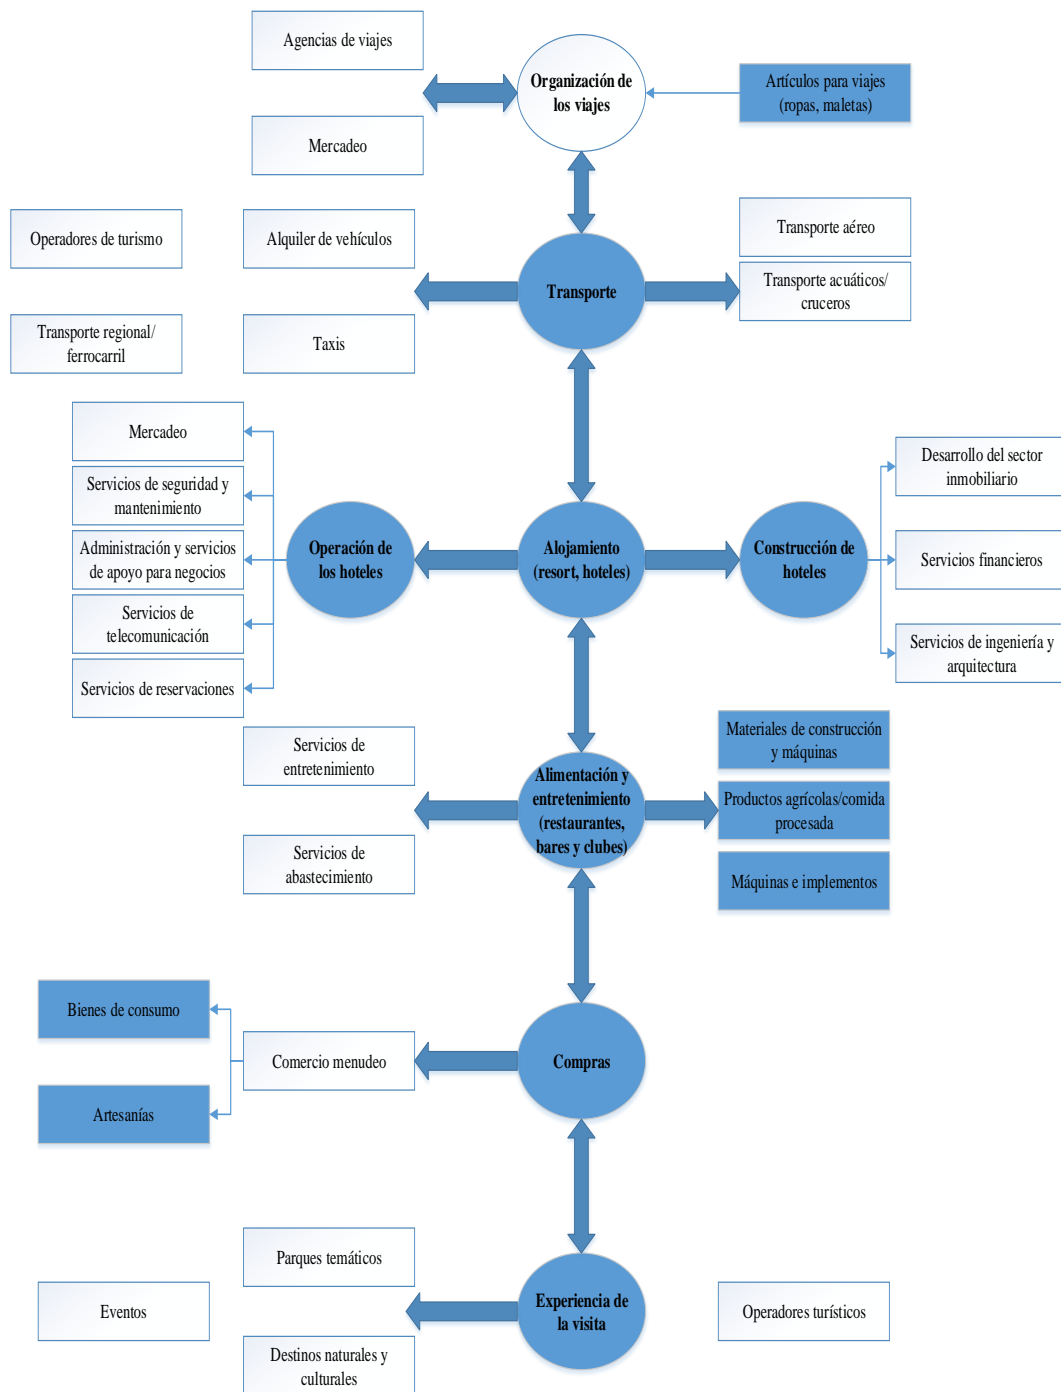 Agencias de viajes
Organización de
los viajes
Artículos para viajes
(ropas, maletas)
Mercadeo
Operadores de turismo
Alquiler de vehículos
Transporte aéreo
Transporte
Transporte acuáticos/
cruceros
Transporte regional/
ferrocarril
Taxis
Mercadeo
Servicios de seguridad y
mantenimiento
Administración y servicios
de apoyo para negocios
Servicios de
telecomunicación
Servicios de reservaciones
Operación de
los hoteles
Alojamiento
(resort, hoteles)
Construcción de
hoteles
Desarrollo del sector
inmobiliario
Servicios financieros
Servicios de ingeniería y
arquitectura
Servicios de
entretenimiento
Servicios de
abastecimiento
Alimentación y
entretenimiento
(restaurantes,
bares y clubes)
Materiales de construcción
y máquinas
Productos agrícolas/comida
procesada
Máquinas e implementos
Bienes de consumo
Artesanías
Comercio menudeo
Compras
Parques temáticos
Eventos
Destinos naturales y
culturales
Experiencia de
la visita
Operadores turísticos